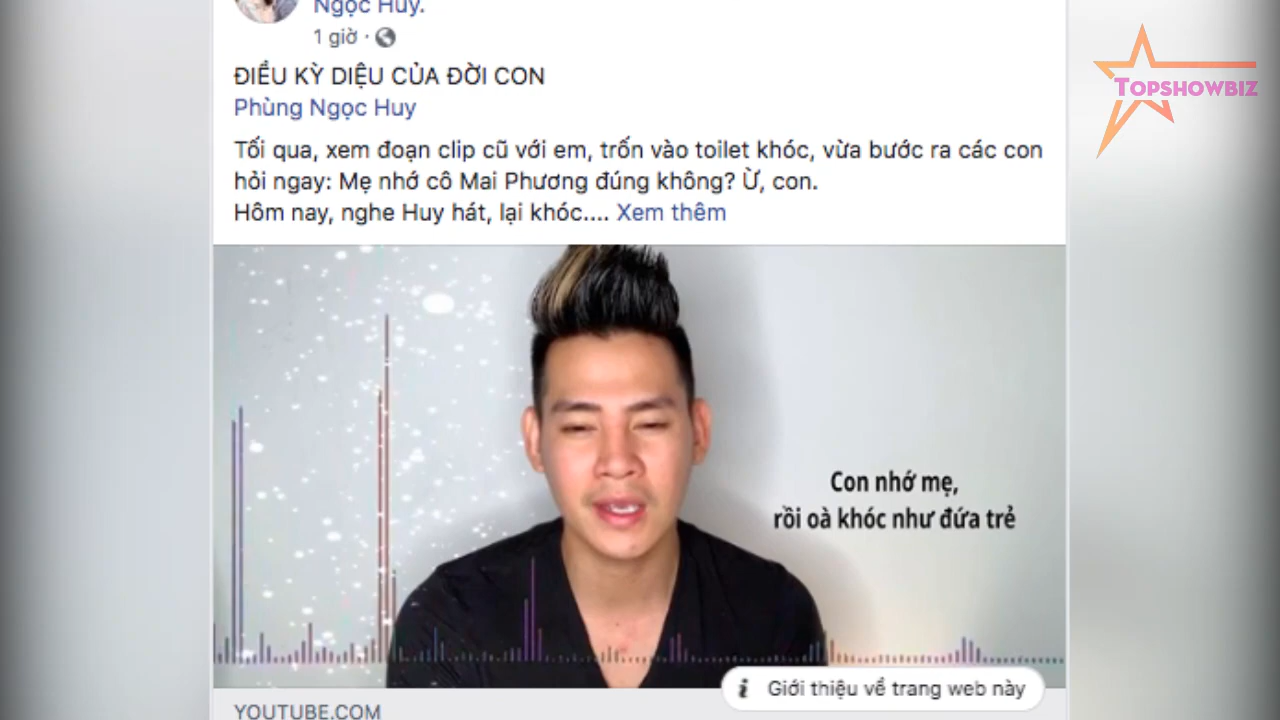 Ngọc Huy.
1 giờ ·
ĐIỀU KỲ DIỆU CỦA ĐỜI CON
Phùng Ngọc Huy
Tối qua, xem đoạn clip cũ với em, trốn vào toilet khóc, vừa bước ra các con
hỏi ngay: Mẹ nhớ cô Mai Phương đúng không? Ừ, con.
Hôm nay, nghe Huy hát, lại khóc.... Xem thêm
TOPSHOWBIZ
Con nhớ mẹ,
rồi oà khóc như đứa trẻ
i Giới thiệu về trang web này
YOUTUBE.COM